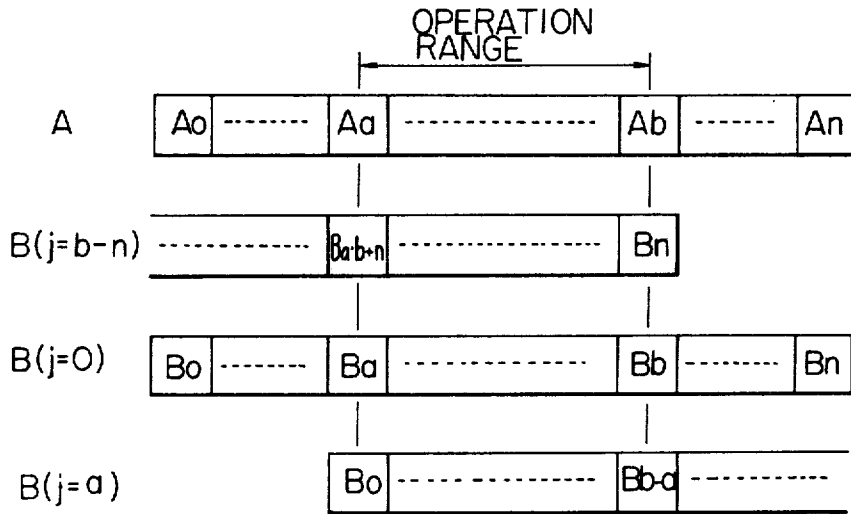 OPERATION
RANGE
A Ao Aa Ab An
B(j=b-n) Ba-b+n Bn
B(j=0) Bo Ba Bb Bn
B(j=a) Bo Bb-a